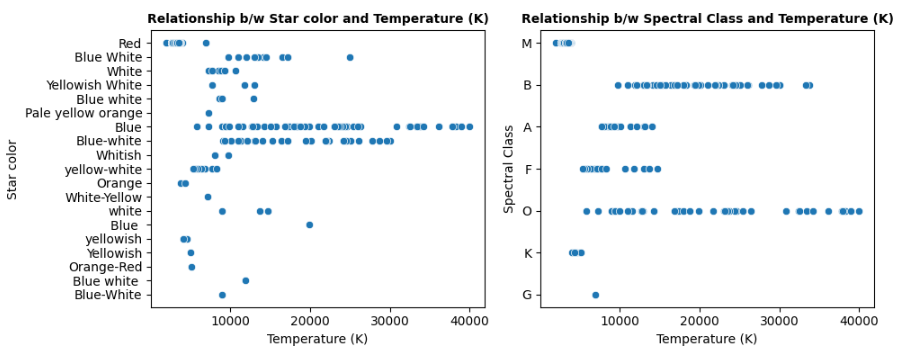 Relationship b/w Star color and Temperature (K)
Star color
Red
Blue White
White
Yellowish White
Blue white
Pale yellow orange
Blue
Blue-white
Whitish
yellow-white
Orange
White-Yellow
white
Blue
yellowish
Yellowish
Orange-Red
Blue white
Blue-White
10000 20000 30000 40000
Temperature (K)
Relationship b/w Spectral Class and Temperature (K)
Spectral Class
M
B
A
F
O
K
G
10000 20000 30000 40000
Temperature (K)